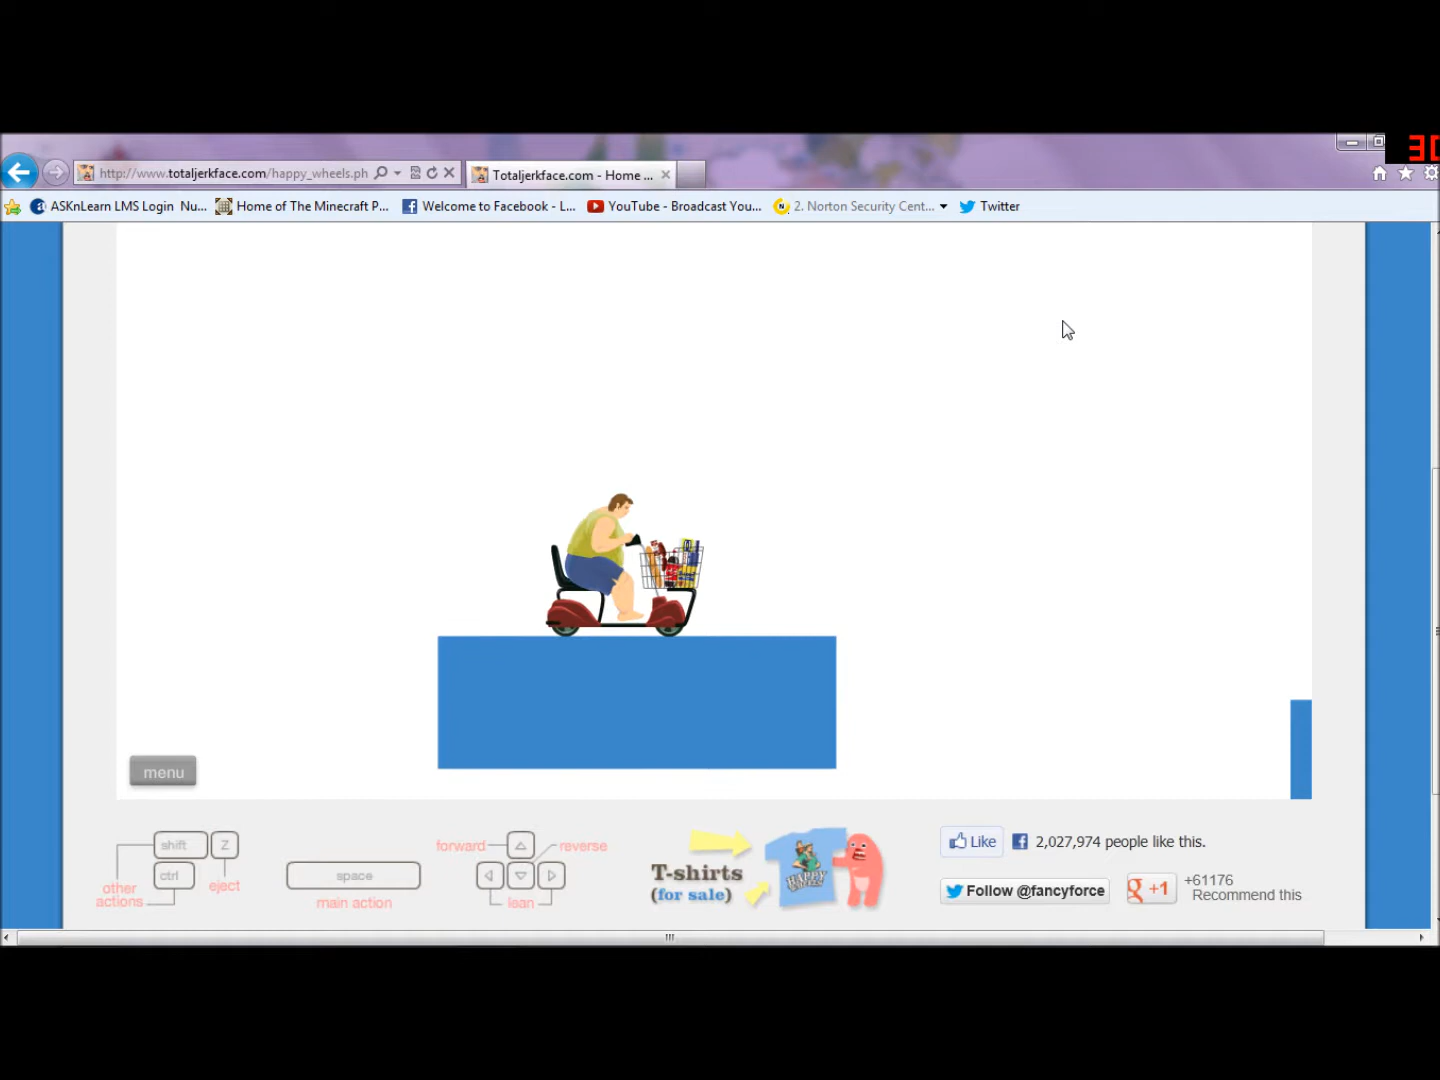 30
http://www.totaljerkface.com/happy_wheels.ph
Totaljerkface.com - Home ...
ASKnLearn LMS Login Nu...
Home of The Minecraft P...
Welcome to Facebook - L...
YouTube - Broadcast You...
2. Norton Security Cent...
Twitter
menu
shift
Z
ctrl
other
actions
eject
space
main action
forward
reverse
lean
T-shirts
(for sale)
HAPPY
Like
2,027,974 people like this.
Follow @fancyforce
+1
+61176
Recommend this